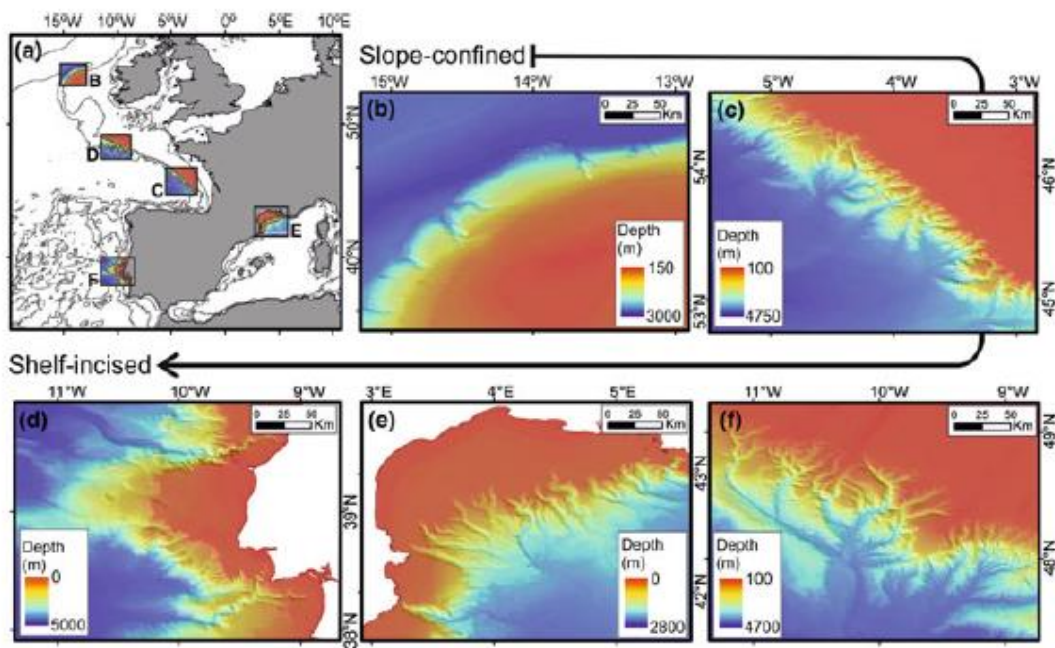 15°W 10°W 5°W 0° 5°E 10°E
(a)
B
D
C
E
F
50°N
40°N
Slope-confined
15°W 14°W 13°W
(b)
0 25 50
Km
54°N
53°N
Depth
(m)
150
3000
5°W 4°W 3°W
(c)
0 25 50
Km
46°N
45°N
Depth
(m)
100
4750
Shelf-incised
11°W 10°W 9°W
(d)
0 25 50
Km
39°N
38°N
Depth
(m)
0
5000
3°E 4°E 5°E
(e)
0 25 50
Km
43°N
42°N
Depth
(m)
0
2800
11°W 10°W 9°W
(f)
0 25 50
Km
49°N
48°N
Depth
(m)
100
4700